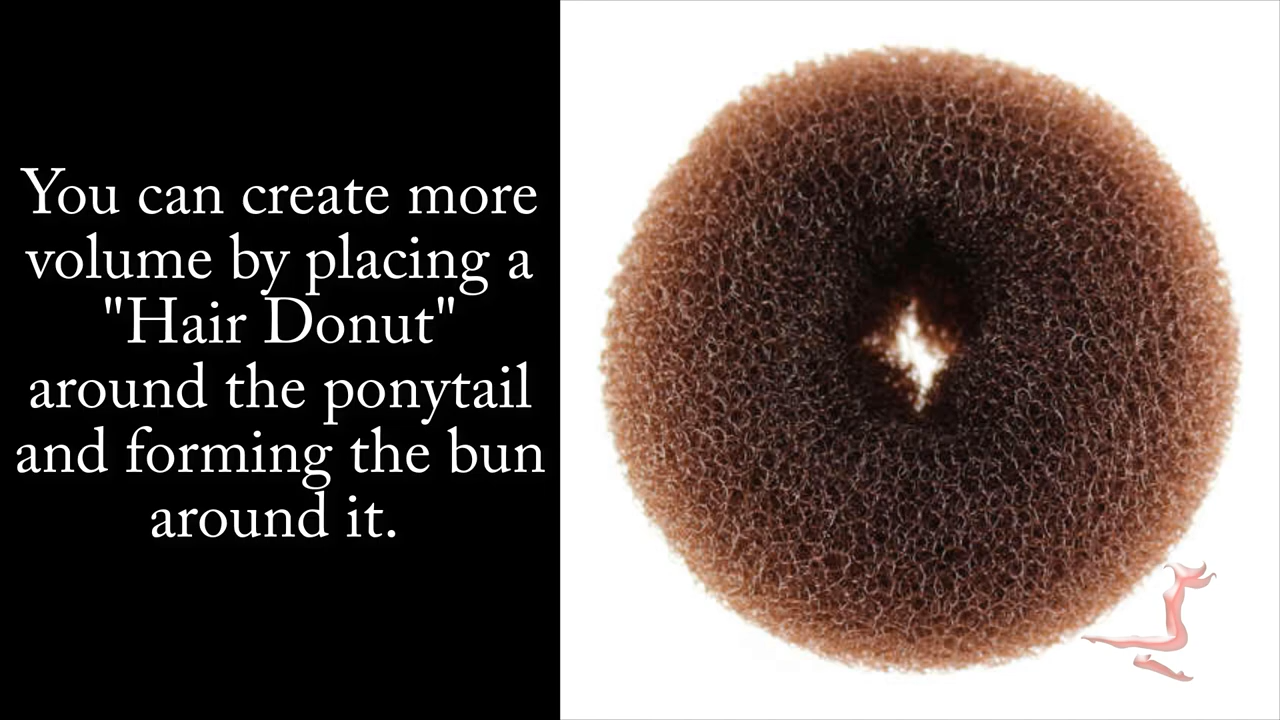 You can create more
volume by placing a
"Hair Donut"
around the ponytail
and forming the bun
around it.